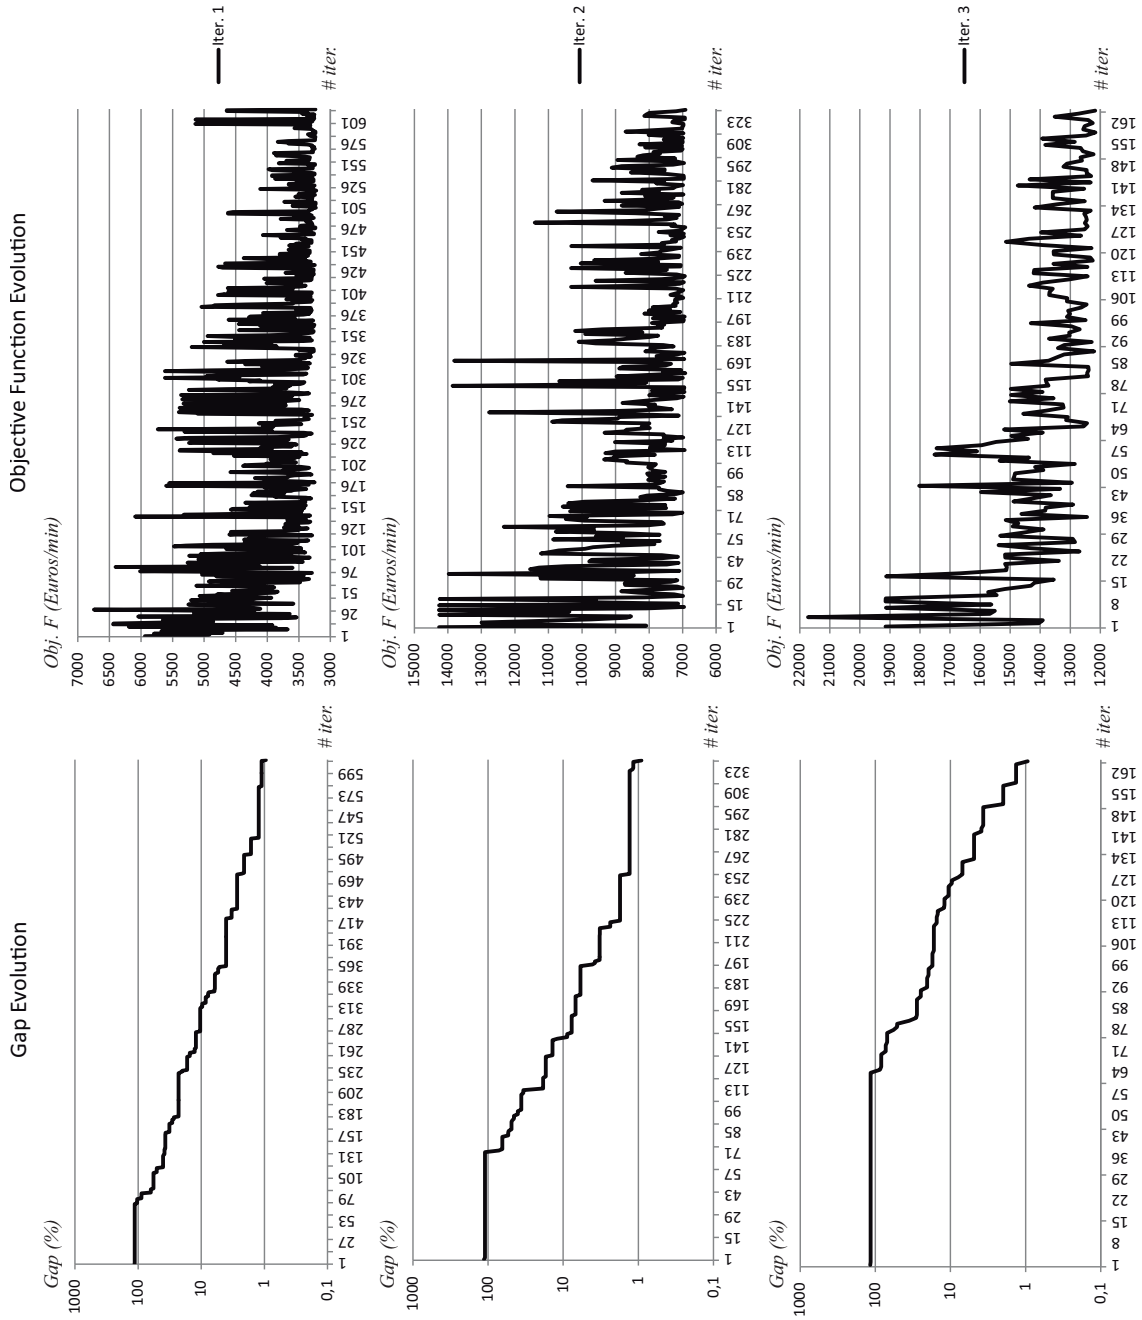 Gap Evolution
Objective Function Evolution
Gap (%)
1000
100
10
1
0,1
1 27 53 79 105 131 157 183 209 235 261 287 313 339 365 391 417 443 469 495 521 547 573 599
# iter.
Obj. F (Euros/min)
7000
6500
6000
5500
5000
4500
4000
3500
3000
1 26 51 76 101 126 151 176 201 226 251 276 301 326 351 376 401 426 451 476 501 526 551 576 601
# iter.
Iter. 1
Gap (%)
1000
100
10
1
0,1
1 15 29 43 57 71 85 99 113 127 141 155 169 183 197 211 225 239 253 267 281 295 309 323
# iter.
Obj. F (Euros/min)
15000
14000
13000
12000
11000
10000
9000
8000
7000
6000
1 15 29 43 57 71 85 99 113 127 141 155 169 183 197 211 225 239 253 267 281 295 309 323
# iter.
Iter. 2
Gap (%)
1000
100
10
1
0,1
1 8 15 22 29 36 43 50 57 64 71 78 85 92 99 106 113 120 127 134 141 148 155 162
# iter.
Obj. F (Euros/min)
22000
21000
20000
19000
18000
17000
16000
15000
14000
13000
12000
1 8 15 22 29 36 43 50 57 64 71 78 85 92 99 106 113 120 127 134 141 148 155 162
# iter.
Iter. 3